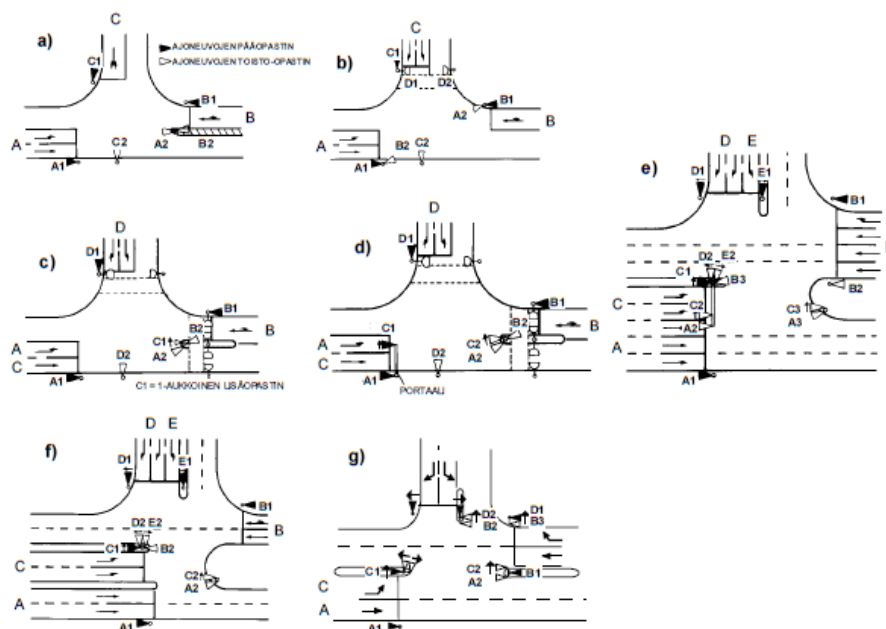 a)
C
C1
AJONEUVOJEN PÄÄOPASTIN
AJONEUVOJEN TOISTO-OPASTIN
B1
B
A
A2
B2
C2
A1
b)
C
C1
D1
D2
B1
A2
B
A
B2
C2
A1
c)
D
D1
B1
B2
B
C1
A2
A
C
D2
A1
C1 = 1-AUKKOINEN LISÄOPASTIN
d)
D
D1
B1
B2
B
C1
C2
A2
A
C
D2
A1
PORTAALI
e)
D
E
D1
E1
B1
D2
E2
C1
B3
B2
C
C2
C3
A3
A2
A
A1
f)
D
E
D1
E1
B1
B
D2
E2
C1
B2
C
C2
A2
A
A1
g)
D2
B2
D1
B3
C1
C2
A2
B1
C
A
A1